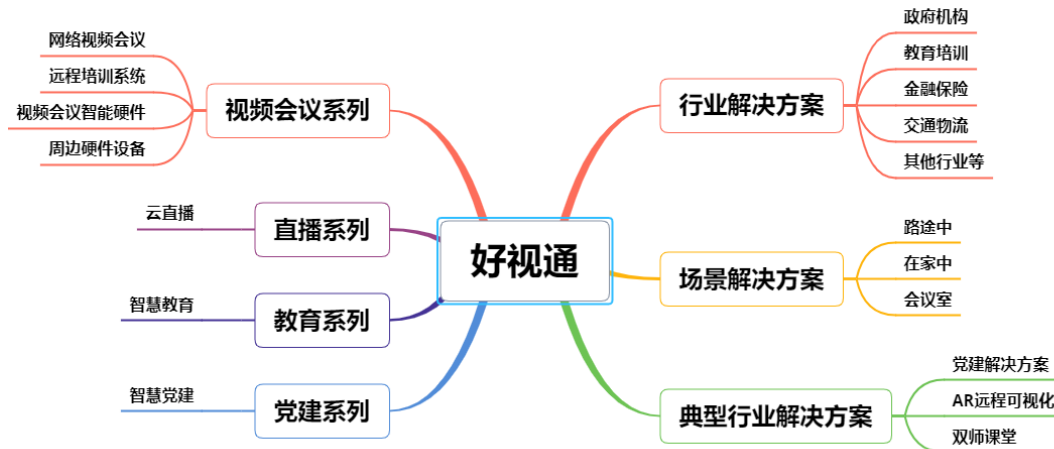 好视通
视频会议系列
网络视频会议
远程培训系统
视频会议智能硬件
周边硬件设备
直播系列
云直播
教育系列
智慧教育
党建系列
智慧党建
行业解决方案
政府机构
教育培训
金融保险
交通物流
其他行业等
场景解决方案
路途中
在家中
会议室
典型行业解决方案
党建解决方案
AR远程可视化
双师课堂